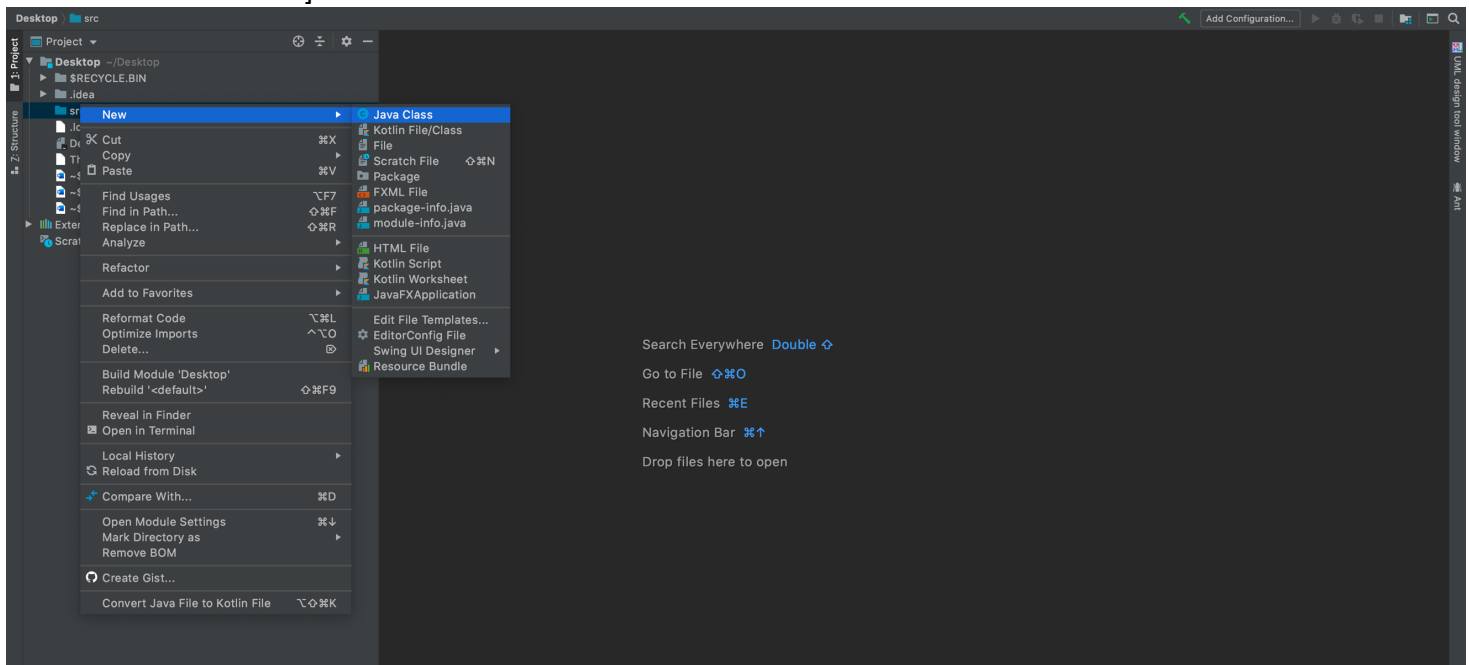 Desktop src
Add Configuration...
1: Project
Z: Structure
Project
Desktop ~/Desktop
$RECYCLE.BIN
.idea
Exter
Scrat
New
Cut ⌘X
Copy
Paste ⌘V
Find Usages ⌥F7
Find in Path... ⇧⌘F
Replace in Path... ⇧⌘R
Analyze
Refactor
Add to Favorites
Reformat Code ⌥⌘L
Optimize Imports ^⌥O
Delete... ⌦
Build Module 'Desktop'
Rebuild '<default>' ⇧⌘F9
Reveal in Finder
Open in Terminal
Local History
Reload from Disk
Compare With... ⌘D
Open Module Settings ⌘↓
Mark Directory as
Remove BOM
Create Gist...
Convert Java File to Kotlin File ⌥⇧⌘K
Java Class
Kotlin File/Class
File
Scratch File ⇧⌘N
Package
FXML File
package-info.java
module-info.java
HTML File
Kotlin Script
Kotlin Worksheet
JavaFXApplication
Edit File Templates...
EditorConfig File
Swing UI Designer
Resource Bundle
Search Everywhere Double ⇧
Go to File ⇧⌘O
Recent Files ⌘E
Navigation Bar ⌘↑
Drop files here to open
UML design tool window
Ant